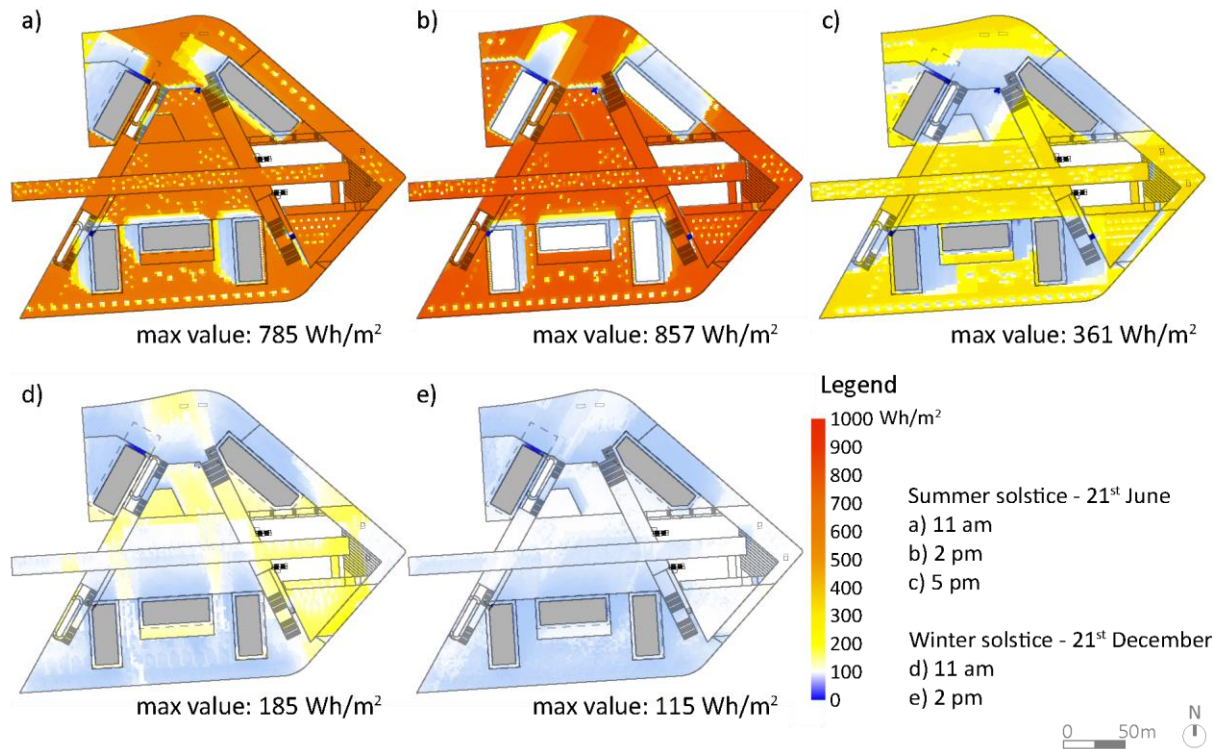 a)
b)
c)
max value: 785 Wh/m²
max value: 857 Wh/m²
max value: 361 Wh/m²
d)
e)
max value: 185 Wh/m²
max value: 115 Wh/m²
Legend
1000 Wh/m²
900
800
700
600
500
400
300
200
100
0
Summer solstice - 21st June
a) 11 am
b) 2 pm
c) 5 pm
Winter solstice - 21st December
d) 11 am
e) 2 pm
0 50m
N